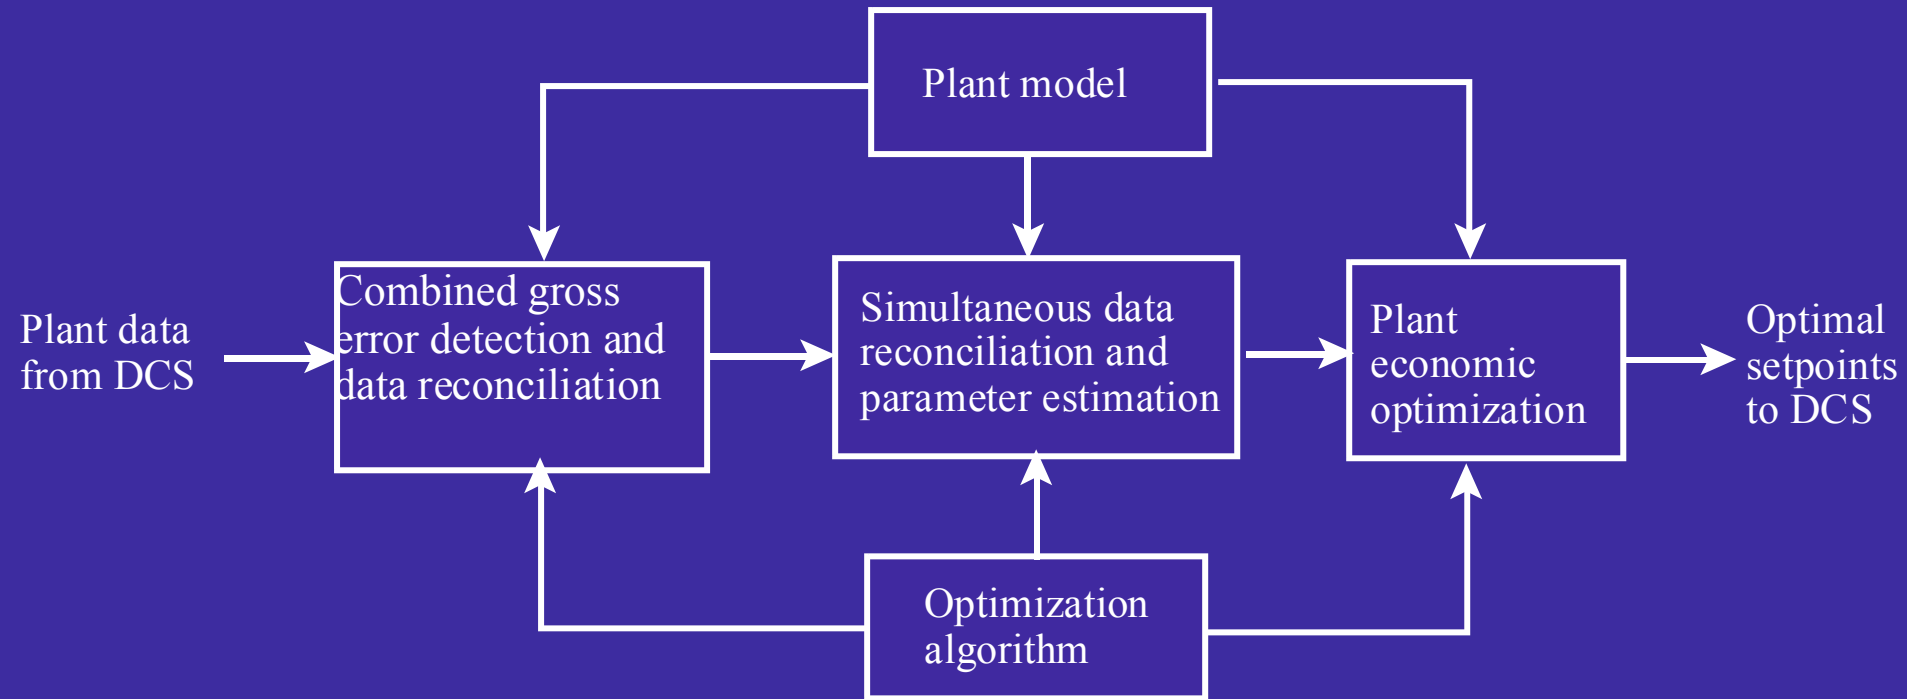 Plant model
Plant data
from DCS
Combined gross
error detection and
data reconciliation
Simultaneous data
reconciliation and
parameter estimation
Plant
economic
optimization
Optimal
setpoints
to DCS
Optimization
algorithm